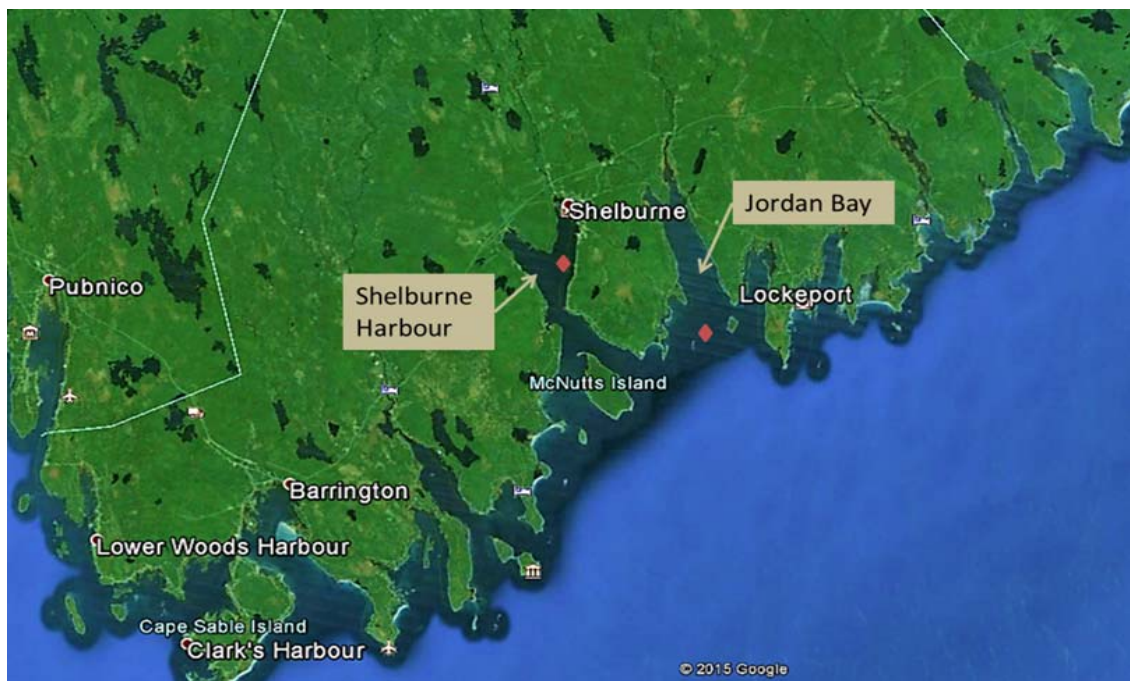 Shelburne
Jordan Bay
Pubnico
Shelburne
Harbour
Lockeport
McNutts Island
Barrington
Lower Woods Harbour
Cape Sable Island
Clark's Harbour
© 2015 Google